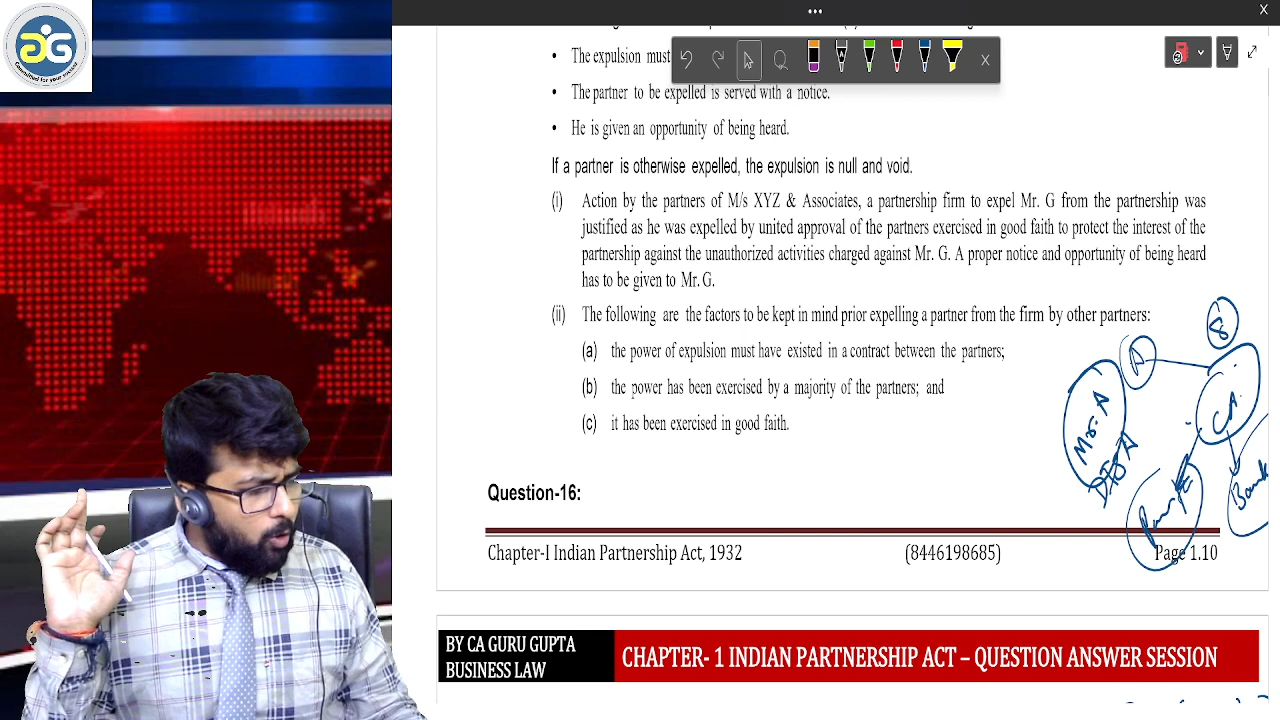 The expulsion must
• The partner to be expelled is served with a notice.
• He is given an opportunity of being heard.
If a partner is otherwise expelled, the expulsion is null and void.
(i) Action by the partners of M/s XYZ & Associates, a partnership firm to expel Mr. G from the partnership was
justified as he was expelled by united approval of the partners exercised in good faith to protect the interest of the
partnership against the unauthorized activities charged against Mr. G. A proper notice and opportunity of being heard
has to be given to Mr. G.
(ii) The following are the factors to be kept in mind prior expelling a partner from the firm by other partners:
(a) the power of expulsion must have existed in a contract between the partners;
(b) the power has been exercised by a majority of the partners; and
(c) it has been exercised in good faith.
Mr. A
CA
Bank
Question-16:
Chapter-I Indian Partnership Act, 1932 (8446198685) Page 1.10
BY CA GURU GUPTA
BUSINESS LAW
CHAPTER- 1 INDIAN PARTNERSHIP ACT – QUESTION ANSWER SESSION